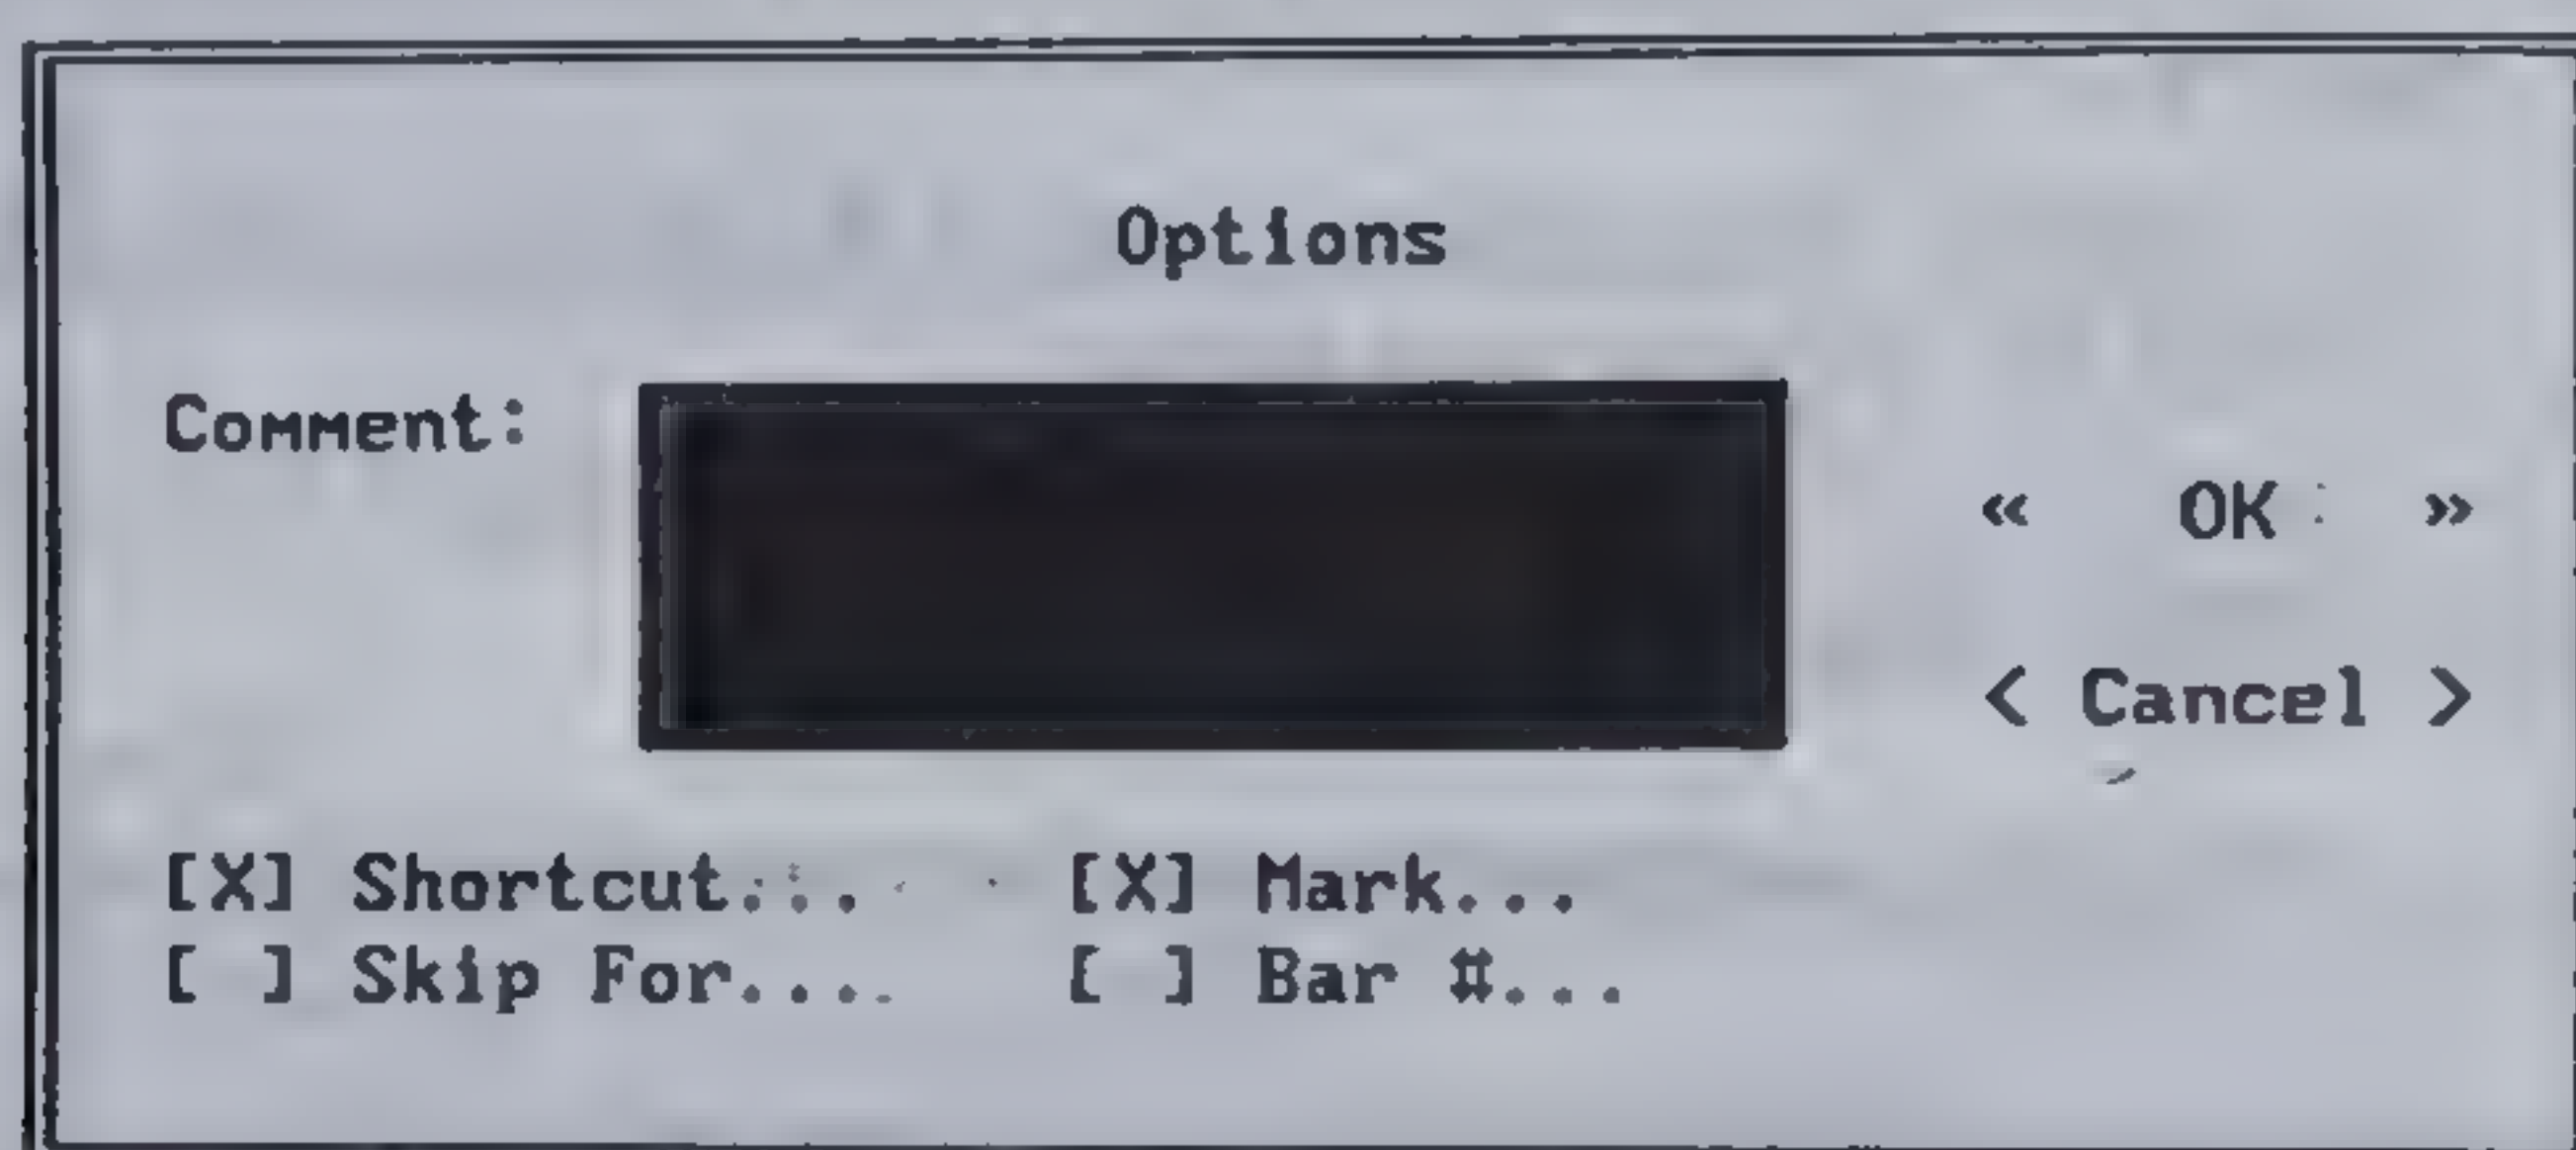 Options
Comment:
« OK »
< Cancel >
[X] Shortcut... [X] Mark...
[ ] Skip For.... [ ] Bar #...